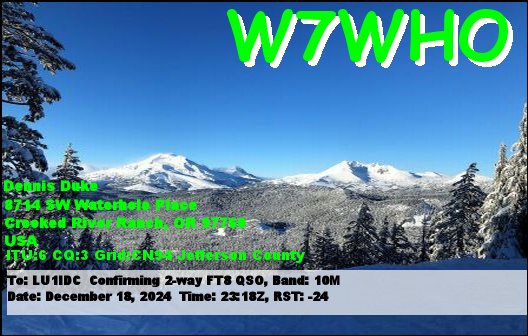 W7WHO
Dennis Duka
8714 SW Waterhole Place
Crooked River Ranch, OR 97760
USA
ITU:6 CQ:3 Grid:CN94 Jefferson County
To: LU1IDC Confirming 2-way FT8 QSO, Band: 10M
Date: December 18, 2024 Time: 23:18Z, RST: -24